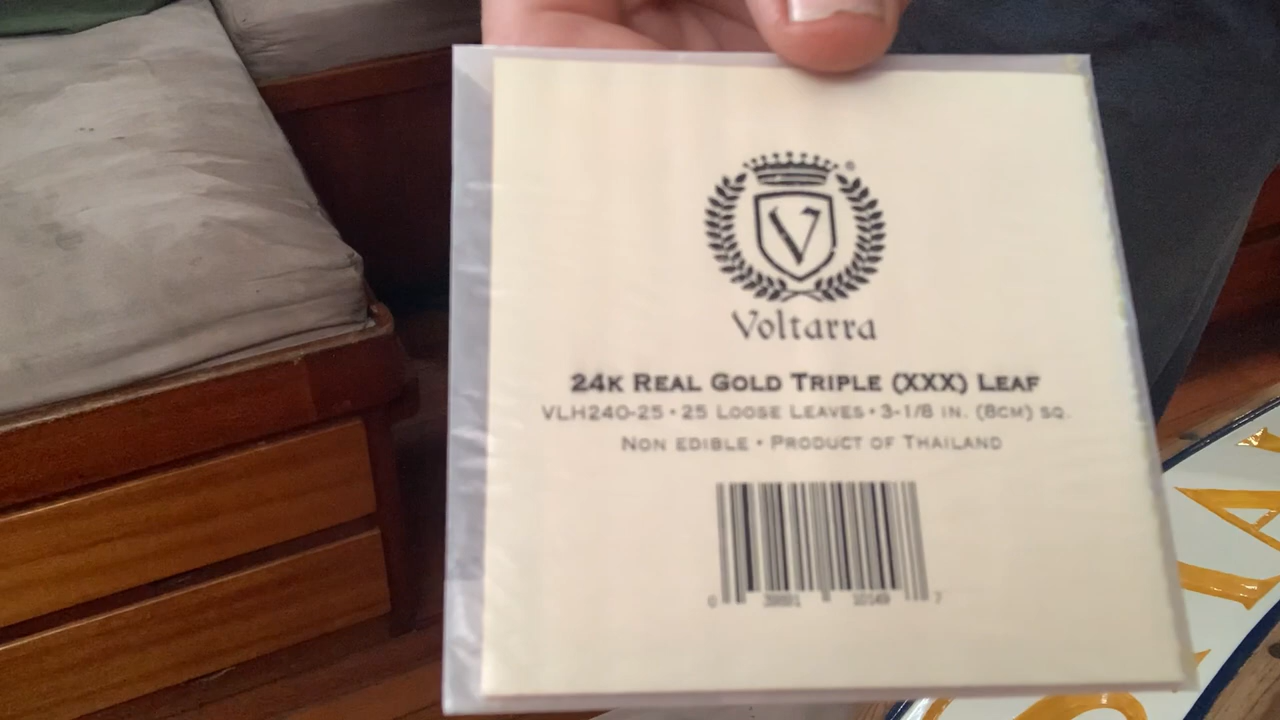 V
®
Voltarra
24K REAL GOLD TRIPLE (XXX) LEAF
VLH240-25 • 25 LOOSE LEAVES • 3-1/8 IN. (8CM) SQ.
NON EDIBLE • PRODUCT OF THAILAND